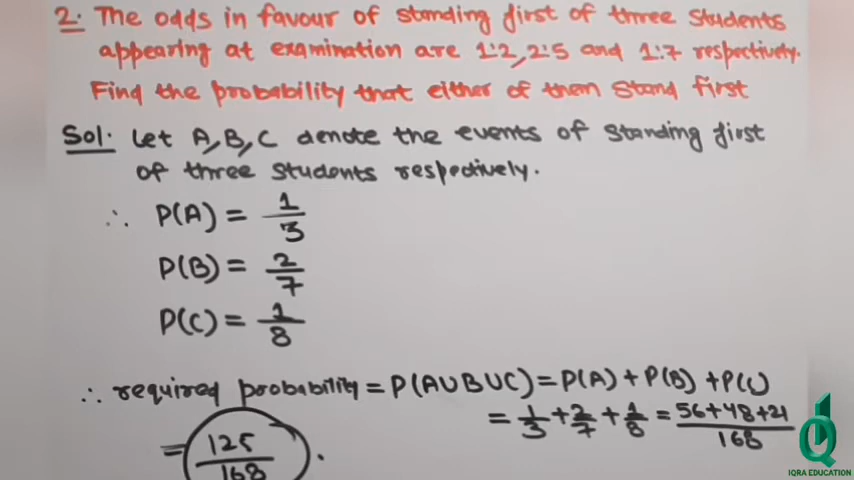 2. The odds in favour of standing first of three students
appearing at examination are 1:2, 2:5 and 1:7 respectively.
Find the probability that either of them stand first
Sol. Let A, B, C denote the events of standing first
of three students respectively.
∴ P(A) = 1/3
P(B) = 2/7
P(C) = 1/8
∴ required probability = P(AUBUC) = P(A) + P(B) + P(C)
= 1/3 + 2/7 + 1/8 = 56+48+21/168
= 125/168.
IQRA EDUCATION